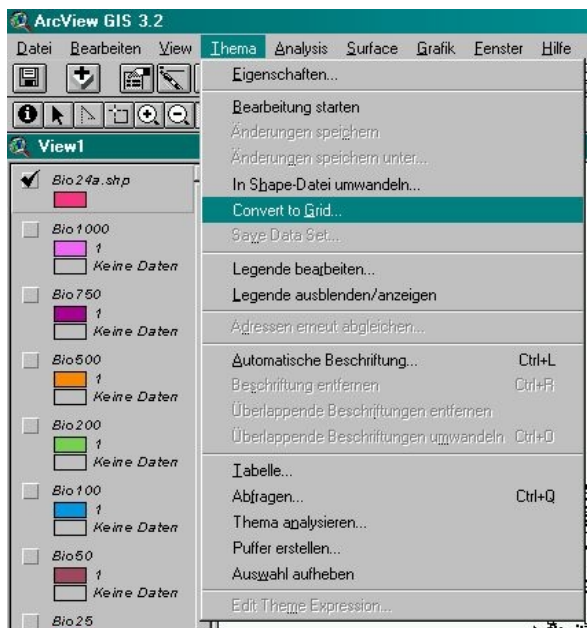 ArcView GIS 3.2
Datei Bearbeiten View Thema Analysis Surface Grafik Fenster Hilfe
View1
Bio24a.shp
Bio1000
1
Keine Daten
Bio750
1
Keine Daten
Bio500
1
Keine Daten
Bio200
1
Keine Daten
Bio100
1
Keine Daten
Bio50
1
Keine Daten
Bio25
Eigenschaften...
Bearbeitung starten
Änderungen speichern
Änderungen speichern unter...
In Shape-Datei umwandeln...
Convert to Grid...
Save Data Set...
Legende bearbeiten...
Legende ausblenden/anzeigen
Adressen erneut abgleichen...
Automatische Beschriftung... Ctrl+L
Beschriftung entfernen Ctrl+R
Überlappende Beschriftungen entfernen
Überlappende Beschriftungen umwandeln Ctrl+O
Tabelle...
Abfragen... Ctrl+Q
Thema analysieren...
Puffer erstellen...
Auswahl aufheben
Edit Theme Expression...